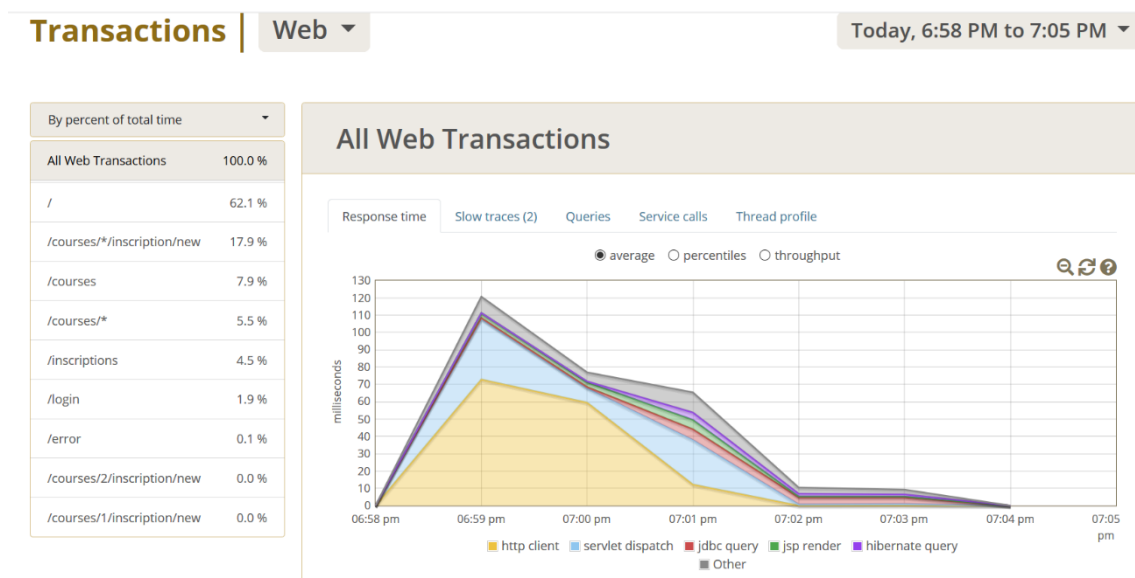 Transactions Web Today, 6:58 PM to 7:05 PM
By percent of total time
All Web Transactions 100.0 %
/ 62.1 %
/courses/*/inscription/new 17.9 %
/courses 7.9 %
/courses/* 5.5 %
/inscriptions 4.5 %
/login 1.9 %
/error 0.1 %
/courses/2/inscription/new 0.0 %
/courses/1/inscription/new 0.0 %
All Web Transactions
Response time Slow traces (2) Queries Service calls Thread profile
average percentiles throughput
milliseconds
130
120
110
100
90
80
70
60
50
40
30
20
10
0
06:58 pm 06:59 pm 07:00 pm 07:01 pm 07:02 pm 07:03 pm 07:04 pm 07:05
pm
http client servlet dispatch jdbc query jsp render hibernate query
Other